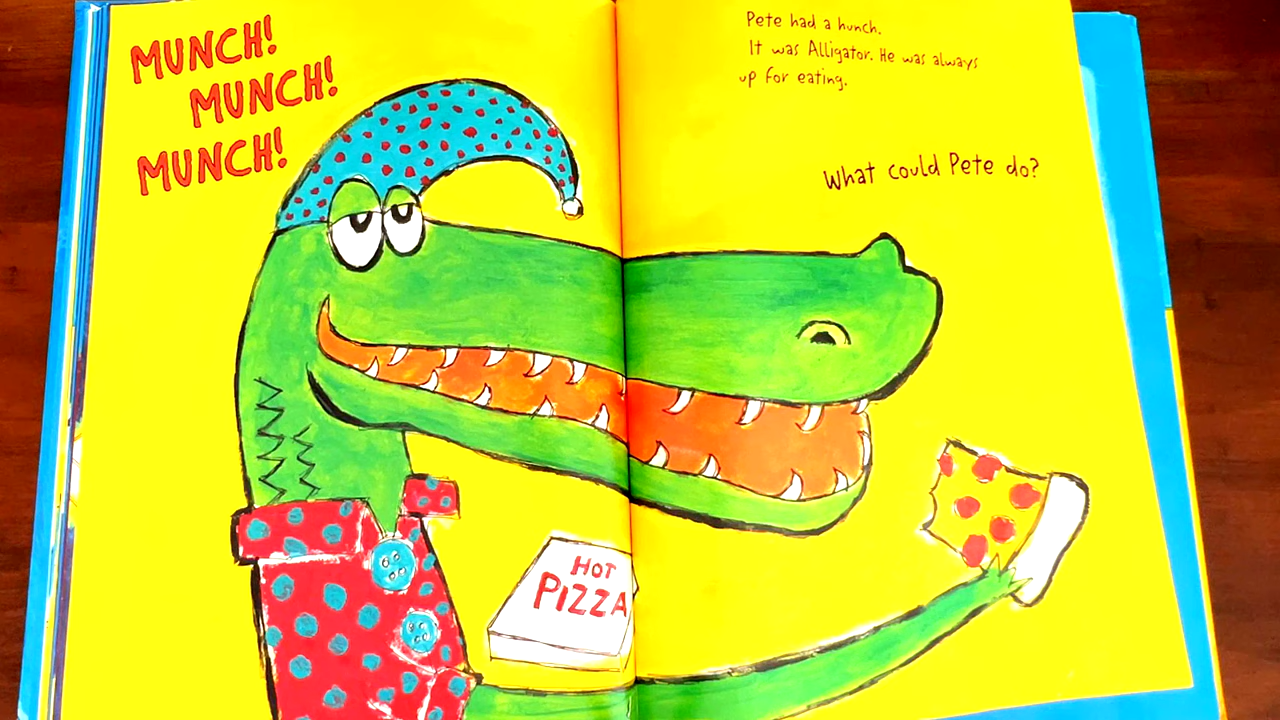 MUNCH!
MUNCH!
MUNCH!
HOT
PIZZA
Pete had a hunch.
It was Alligator. He was always
up for eating.
What could Pete do?